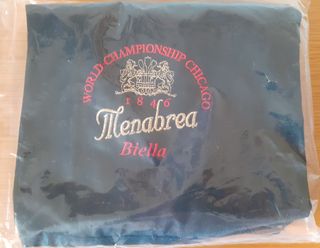 WORLD CHAMPIONSHIP CHICAGO
1846
Menabrea
Biella